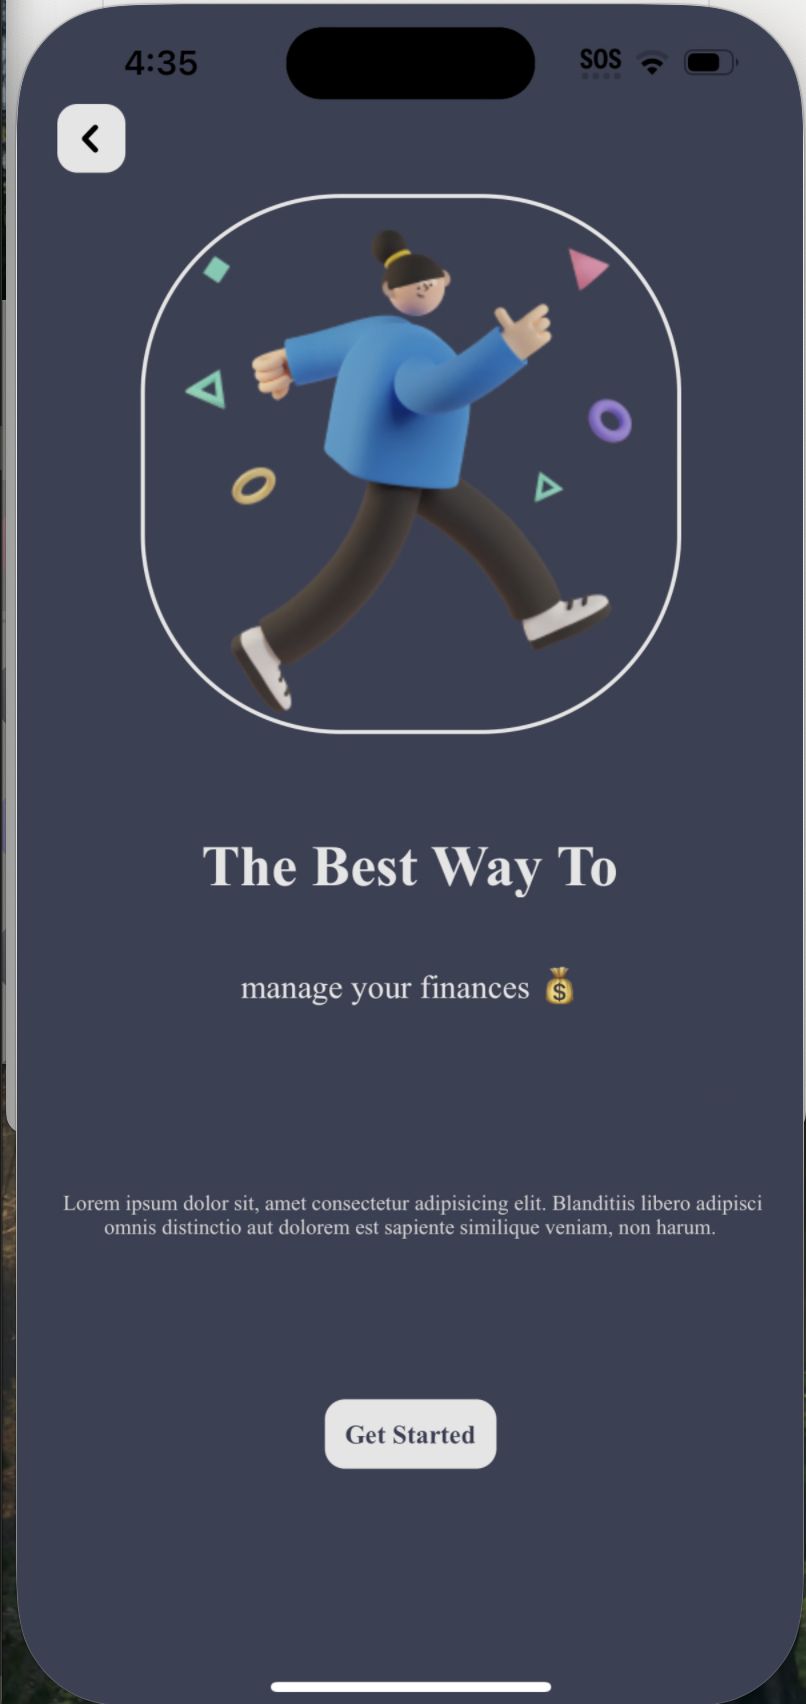 4:35
SOS
The Best Way To
manage your finances 💰
Lorem ipsum dolor sit, amet consectetur adipisicing elit. Blanditiis libero adipisci
omnis distinctio aut dolorem est sapiente similique veniam, non harum.
Get Started